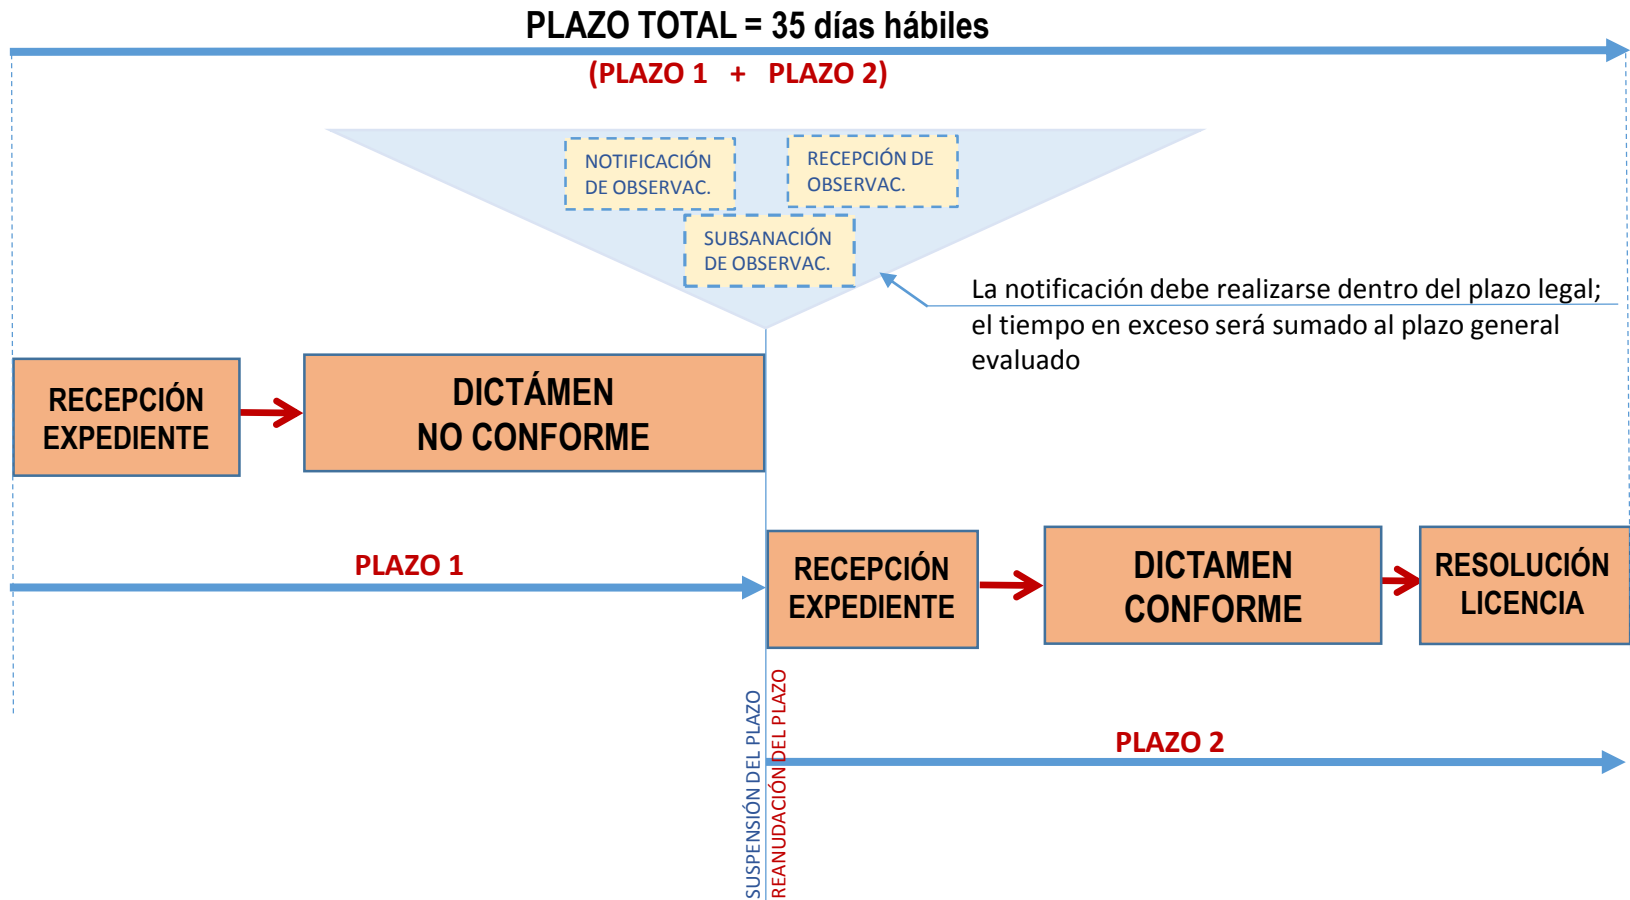 PLAZO TOTAL = 35 días hábiles
(PLAZO 1 + PLAZO 2)
NOTIFICACIÓN
DE OBSERVAC.
RECEPCIÓN DE
OBSERVAC.
SUBSANACIÓN
DE OBSERVAC.
La notificación debe realizarse dentro del plazo legal;
el tiempo en exceso será sumado al plazo general
evaluado
RECEPCIÓN
EXPEDIENTE
DICTÁMEN
NO CONFORME
PLAZO 1
RECEPCIÓN
EXPEDIENTE
DICTAMEN
CONFORME
RESOLUCIÓN
LICENCIA
SUSPENSIÓN DEL PLAZO
REANUDACIÓN DEL PLAZO
PLAZO 2